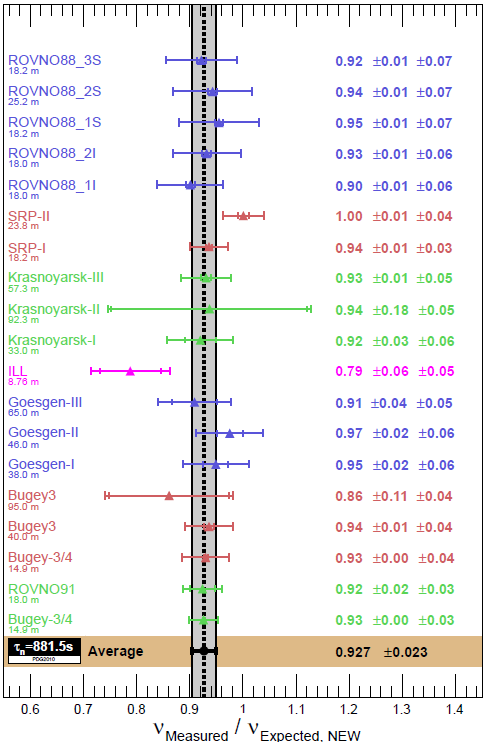 ROVNO88_3S 0.92 ±0.01 ±0.07
18.2 m
ROVNO88_2S 0.94 ±0.01 ±0.07
25.2 m
ROVNO88_1S 0.95 ±0.01 ±0.07
18.2 m
ROVNO88_2I 0.93 ±0.01 ±0.06
18.0 m
ROVNO88_1I 0.90 ±0.01 ±0.06
18.0 m
SRP-II 1.00 ±0.01 ±0.04
23.8 m
SRP-I 0.94 ±0.01 ±0.03
18.2 m
Krasnoyarsk-III 0.93 ±0.01 ±0.05
57.3 m
Krasnoyarsk-II 0.94 ±0.18 ±0.05
92.3 m
Krasnoyarsk-I 0.92 ±0.03 ±0.06
33.0 m
ILL 0.79 ±0.06 ±0.05
8.76 m
Goesgen-III 0.91 ±0.04 ±0.05
65.0 m
Goesgen-II 0.97 ±0.02 ±0.06
46.0 m
Goesgen-I 0.95 ±0.02 ±0.06
38.0 m
Bugey3 0.86 ±0.11 ±0.04
95.0 m
Bugey3 0.94 ±0.01 ±0.04
40.0 m
Bugey-3/4 0.93 ±0.00 ±0.04
14.9 m
ROVNO91 0.92 ±0.02 ±0.03
18.0 m
Bugey-3/4 0.93 ±0.00 ±0.03
14.9 m
τn=881.5s Average 0.927 ±0.023
PDG2010
0.6 0.7 0.8 0.9 1 1.1 1.2 1.3 1.4
νMeasured / νExpected, NEW